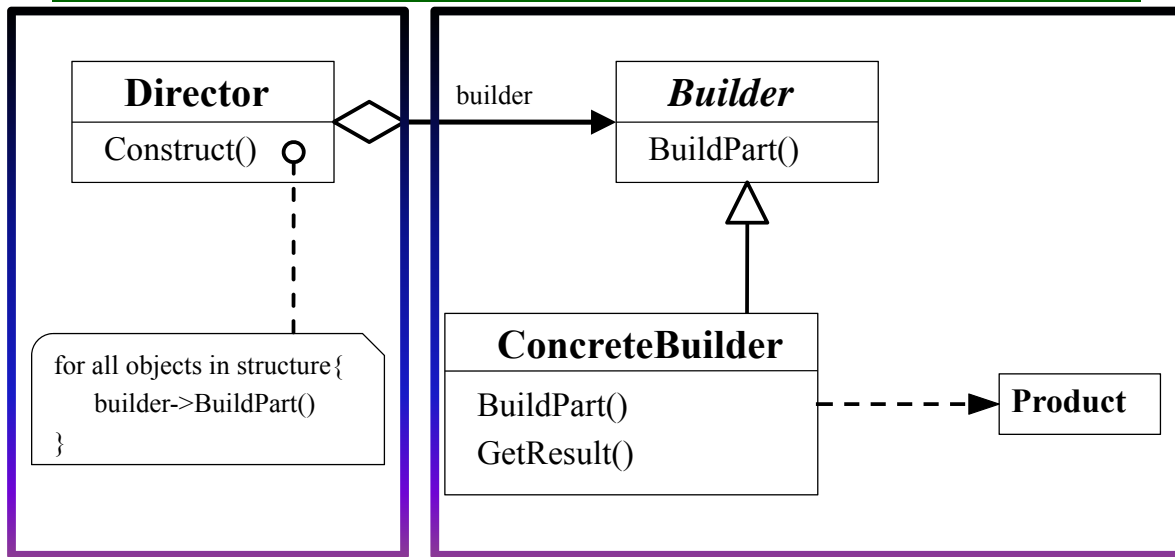 Director
Construct()
for all objects in structure{
builder->BuildPart()
}
builder
Builder
BuildPart()
ConcreteBuilder
BuildPart()
GetResult()
Product